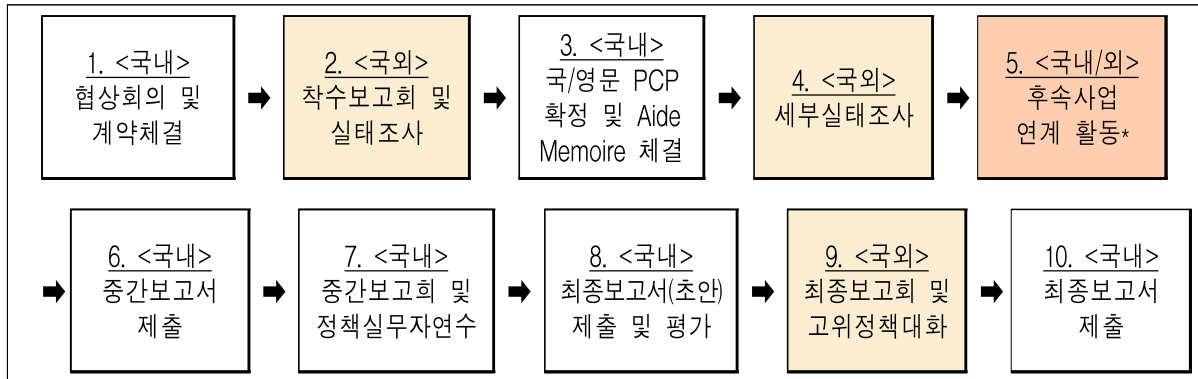 1. <국내>
협상회의 및
계약체결
2. <국외>
착수보고회 및
실태조사
3. <국내>
국/영문 PCP
확정 및 Aide
Memoire 체결
4. <국외>
세부실태조사
5. <국내/외>
후속사업
연계 활동*
6. <국내>
중간보고서
제출
7. <국내>
중간보고회 및
정책실무자연수
8. <국내>
최종보고서(초안)
제출 및 평가
9. <국외>
최종보고회 및
고위정책대화
10. <국내>
최종보고서
제출